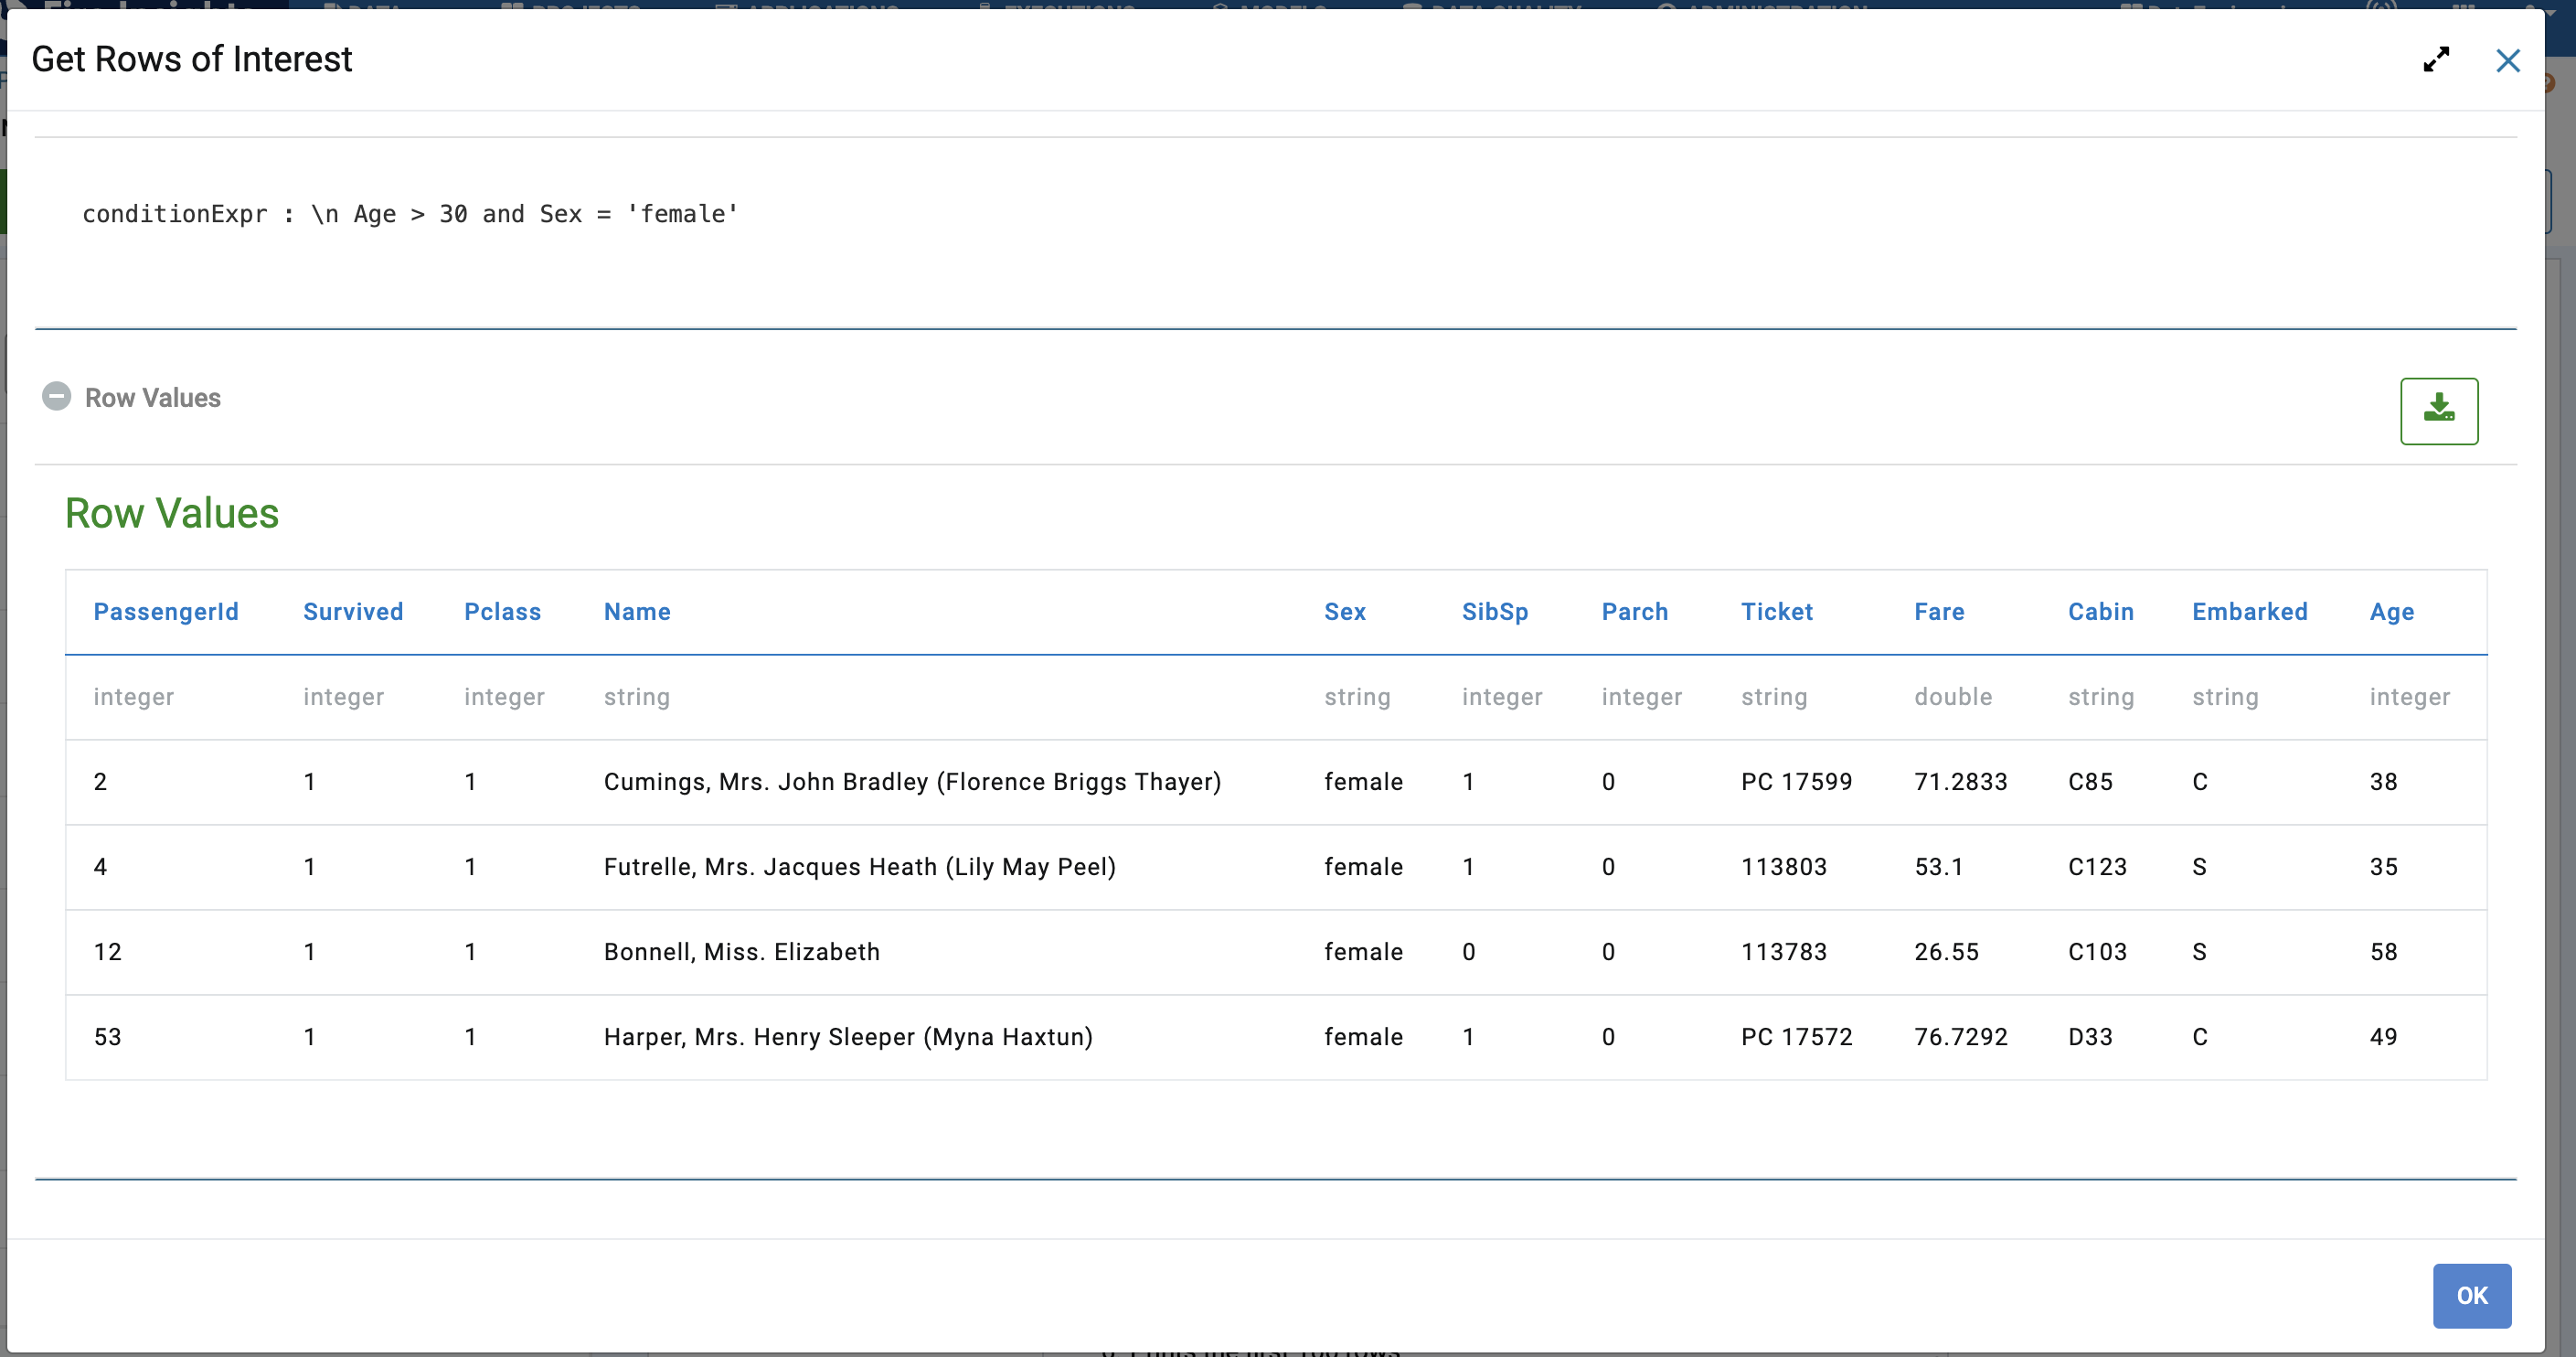 Get Rows of Interest
conditionExpr : \n Age > 30 and Sex = 'female'
Row Values
Row Values
PassengerId Survived Pclass Name Sex SibSp Parch Ticket Fare Cabin Embarked Age
integer integer integer string string integer integer string double string string integer
2 1 1 Cumings, Mrs. John Bradley (Florence Briggs Thayer) female 1 0 PC 17599 71.2833 C85 C 38
4 1 1 Futrelle, Mrs. Jacques Heath (Lily May Peel) female 1 0 113803 53.1 C123 S 35
12 1 1 Bonnell, Miss. Elizabeth female 0 0 113783 26.55 C103 S 58
53 1 1 Harper, Mrs. Henry Sleeper (Myna Haxtun) female 1 0 PC 17572 76.7292 D33 C 49
OK